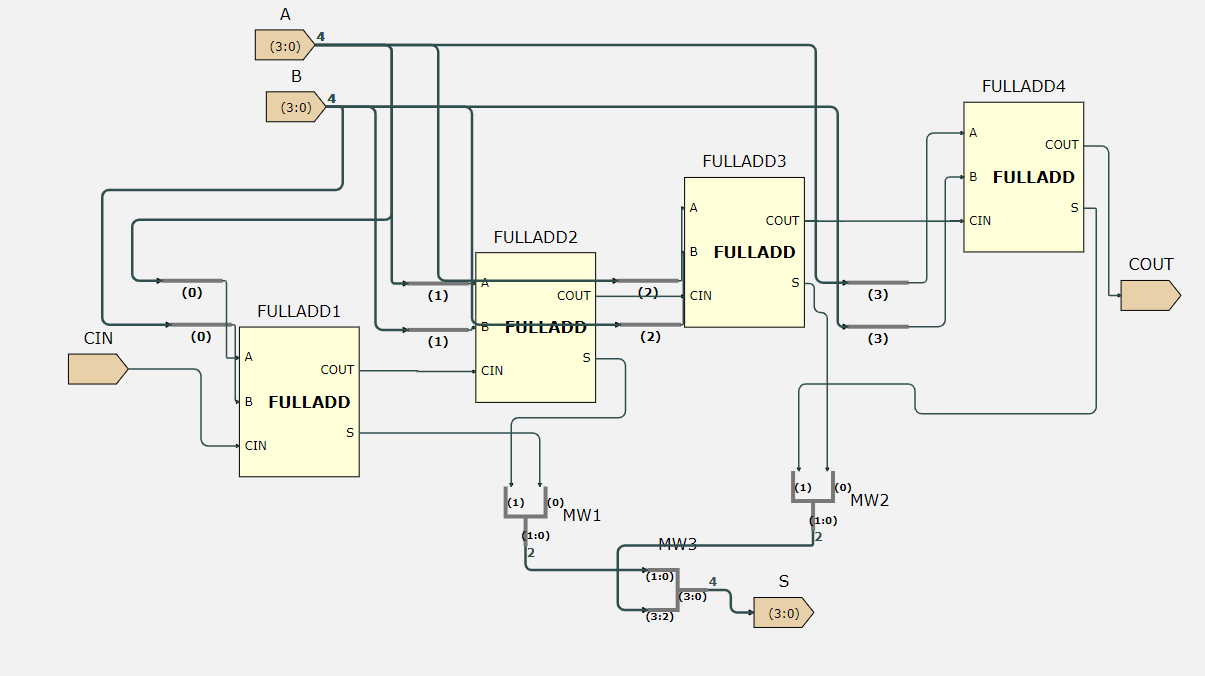 A
4
(3:0)
B
4
(3:0)
FULLADD4
A
COUT
B
FULLADD
S
CIN
FULLADD3
A
COUT
B
FULLADD
S
CIN
FULLADD2
A
COUT
B
FULLADD
S
CIN
COUT
(0)
(1)
(2)
(3)
(0)
(1)
(2)
(3)
FULLADD1
CIN
A
COUT
B
FULLADD
S
CIN
(1)
(0)
MW1
(1:0)
2
(1)
(0)
MW2
(1:0)
2
MW3
(1:0)
(3:0)
(3:2)
4
S
(3:0)